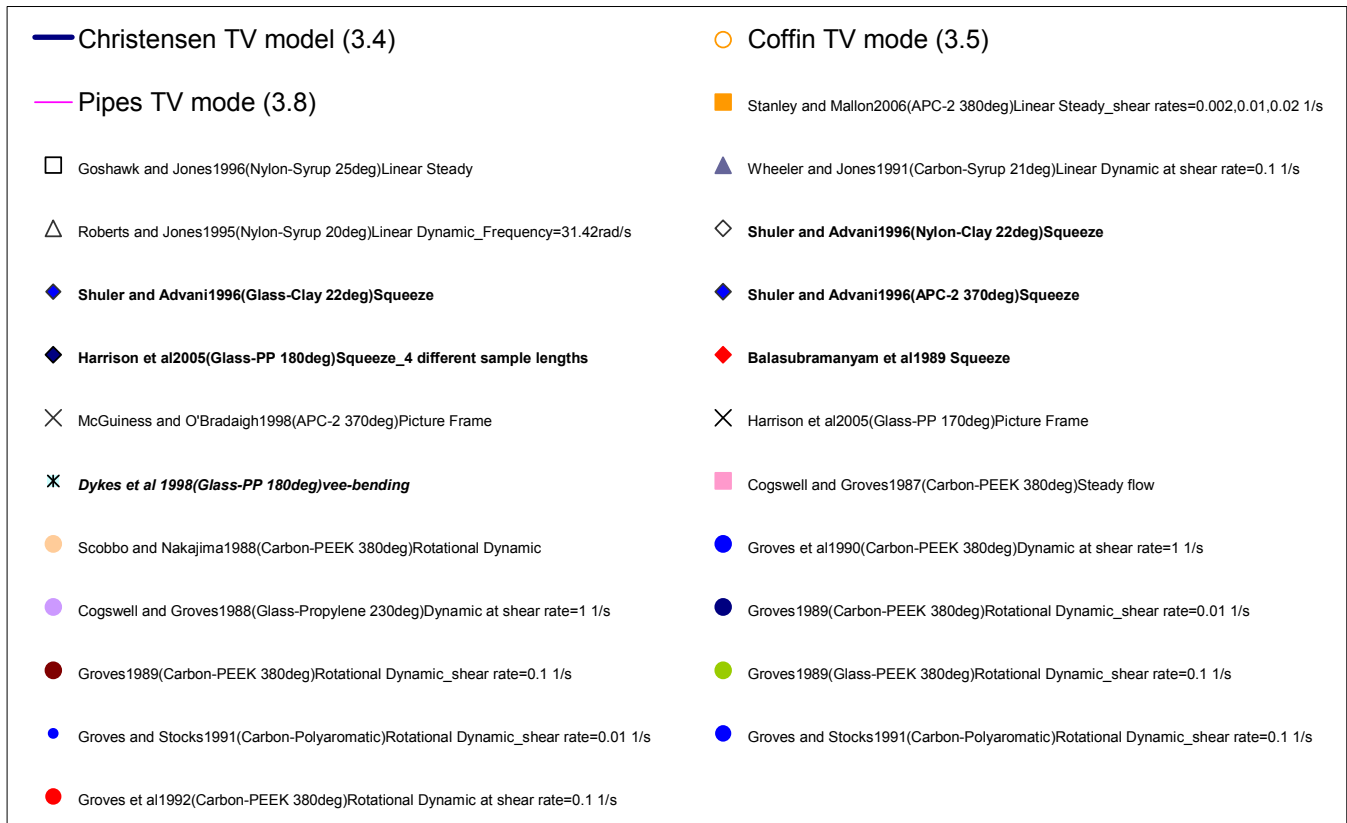 Christensen TV model (3.4)
Coffin TV mode (3.5)
Pipes TV mode (3.8)
Stanley and Mallon2006(APC-2 380deg)Linear Steady_shear rates=0.002,0.01,0.02 1/s
Goshawk and Jones1996(Nylon-Syrup 25deg)Linear Steady
Wheeler and Jones1991(Carbon-Syrup 21deg)Linear Dynamic at shear rate=0.1 1/s
Roberts and Jones1995(Nylon-Syrup 20deg)Linear Dynamic_Frequency=31.42rad/s
Shuler and Advani1996(Nylon-Clay 22deg)Squeeze
Shuler and Advani1996(Glass-Clay 22deg)Squeeze
Shuler and Advani1996(APC-2 370deg)Squeeze
Harrison et al2005(Glass-PP 180deg)Squeeze_4 different sample lengths
Balasubramanyam et al1989 Squeeze
McGuiness and O'Bradaigh1998(APC-2 370deg)Picture Frame
Harrison et al2005(Glass-PP 170deg)Picture Frame
Dykes et al 1998(Glass-PP 180deg)vee-bending
Cogswell and Groves1987(Carbon-PEEK 380deg)Steady flow
Scobbo and Nakajima1988(Carbon-PEEK 380deg)Rotational Dynamic
Groves et al1990(Carbon-PEEK 380deg)Dynamic at shear rate=1 1/s
Cogswell and Groves1988(Glass-Propylene 230deg)Dynamic at shear rate=1 1/s
Groves1989(Carbon-PEEK 380deg)Rotational Dynamic_shear rate=0.01 1/s
Groves1989(Carbon-PEEK 380deg)Rotational Dynamic_shear rate=0.1 1/s
Groves1989(Glass-PEEK 380deg)Rotational Dynamic_shear rate=0.1 1/s
Groves and Stocks1991(Carbon-Polyaromatic)Rotational Dynamic_shear rate=0.01 1/s
Groves and Stocks1991(Carbon-Polyaromatic)Rotational Dynamic_shear rate=0.1 1/s
Groves et al1992(Carbon-PEEK 380deg)Rotational Dynamic at shear rate=0.1 1/s